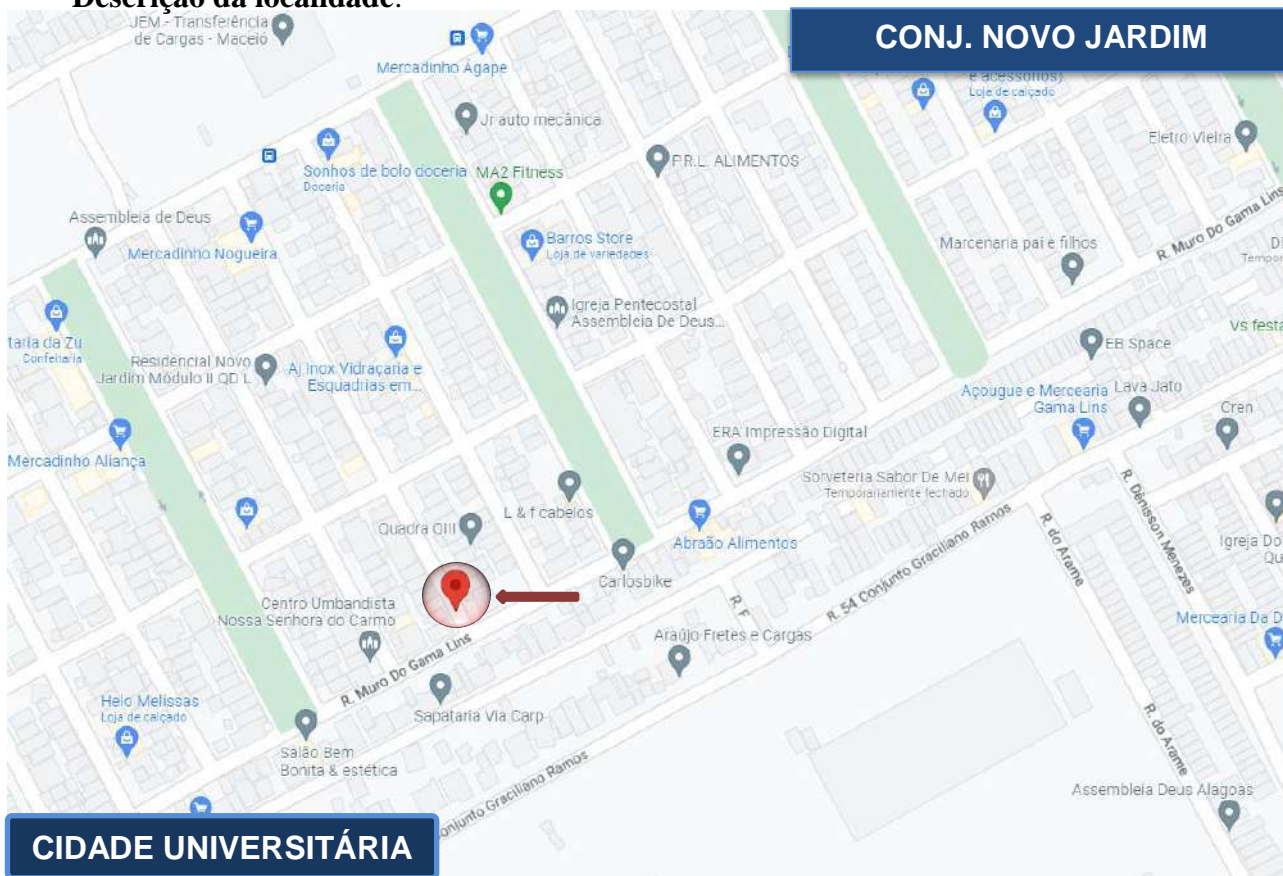 Descrição da localidade:
JEM - Transferência
de Cargas - Maceió
CONJ. NOVO JARDIM
Mercadinho Ágape
e acessórios)
Loja de calçado
Jr auto mecânica
Eletro Vieira
P.R.L. ALIMENTOS
Sonhos de bolo doceria
Doceria
MA2 Fitness
Assembleia de Deus
Mercadinho Nogueira
Barros Store
Loja de variedades
Marcenaria pai e filhos
R. Muro Do Gama Lins
Tempor
Igreja Pentecostal
Assembleia De Deus...
taria da Zu
Confeitaria
Residencial Novo
Jardim Módulo II QD L
Aj Inox Vidraçaria e
Esquadrias em...
EB Space
Vs festa
Açougue e Mercearia
Gama Lins
Lava Jato
Cren
Mercadinho Aliança
ERA Impressão Digital
Sorveteria Sabor De Mel
Temporariamente fechado
L & f cabelos
Quadra QIII
Abraão Alimentos
R. Dênisson Menezes
R. do Arame
Igreja Do
Qu
Carlosbike
R. F
R. 54 Conjunto Graciliano Ramos
Centro Umbandista
Nossa Senhora do Carmo
Araújo Fretes e Cargas
Mercearia Da D
R. Muro Do Gama Lins
Helo Melissas
Loja de calçado
Sapataria Via Carp
R. do Arame
Salão Bem
Bonita & estética
Assembleia Deus Alagoas
onjunto Graciliano Ramos
CIDADE UNIVERSITÁRIA